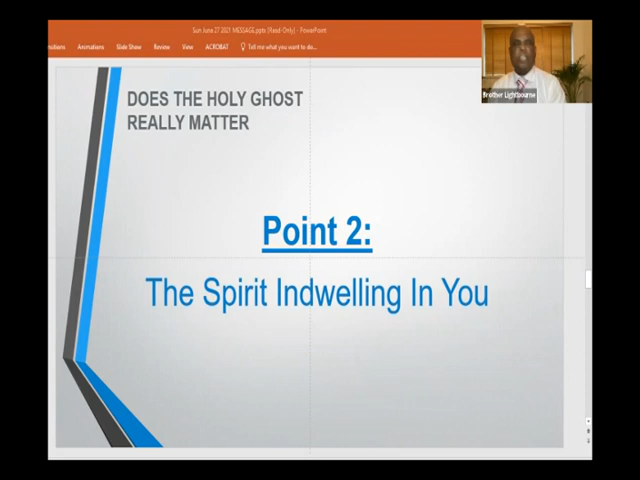 Sun June 27 2021 MESSAGE.pptx [Read-Only] - PowerPoint
Animations Slide Show Review View ACROBAT Tell me what you want to do...
Brother Lightbourne
DOES THE HOLY GHOST
REALLY MATTER
Point 2:
The Spirit Indwelling In You